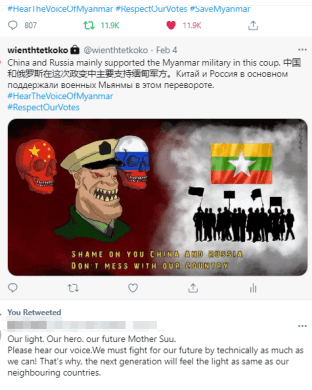 #HearTheVoiceOfMyanmar #RespectOurVotes #SaveMyanmar
807 11.9K 11.9K
wienthtetkoko @wienthtetkoko · Feb 4
China and Russia mainly supported the Myanmar military in this coup. 中国
和俄罗斯在这次政变中主要支持缅甸军方。Китай и Россия в основном
поддержали военных Мьянмы в этом перевороте.
#HearTheVoiceOfMyanmar
#RespectOurVotes
SHAME ON YOU CHINA AND RUSSIA
DON'T MESS WITH OUR COUNTRY
You Retweeted
Our light. Our hero. our future Mother Suu.
Please hear our voice.We must fight for our future by technically as much as
we can! That's why, the next generation will feel the light as same as our
neighbouring countries.